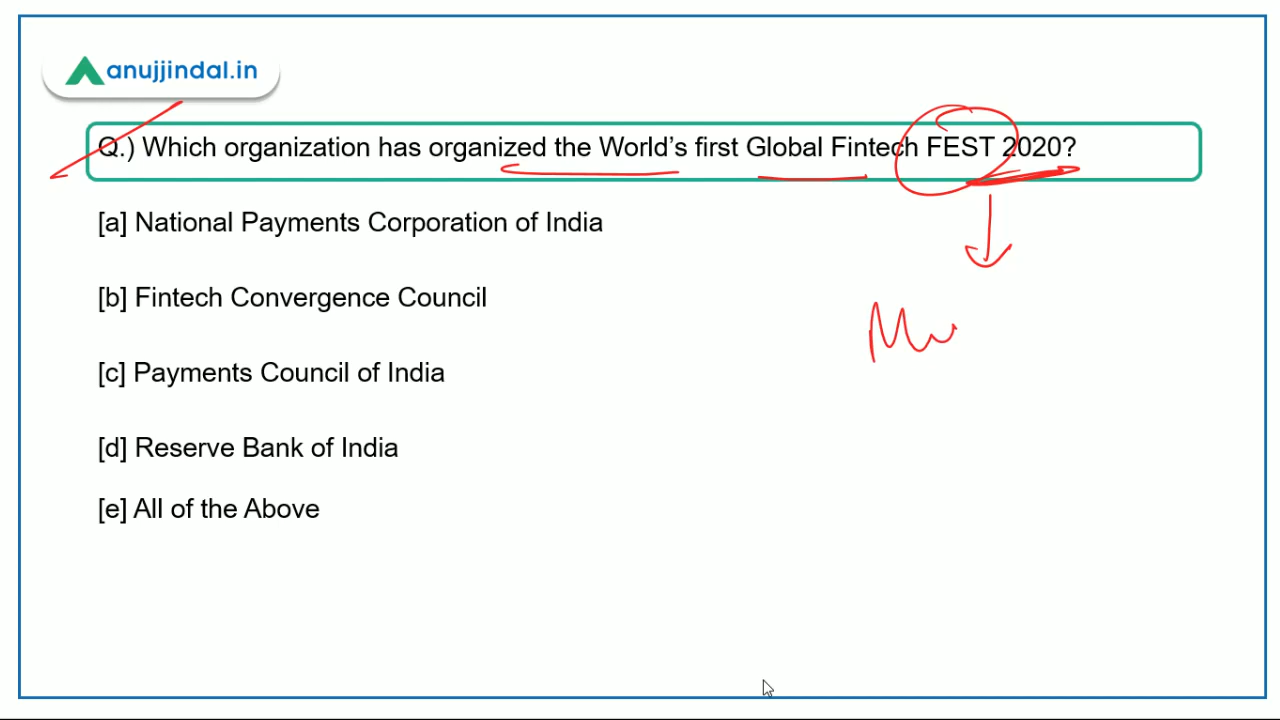 anujjindal.in
Q.) Which organization has organized the World's first Global Fintech FEST 2020?
[a] National Payments Corporation of India
[b] Fintech Convergence Council
[c] Payments Council of India
[d] Reserve Bank of India
[e] All of the Above